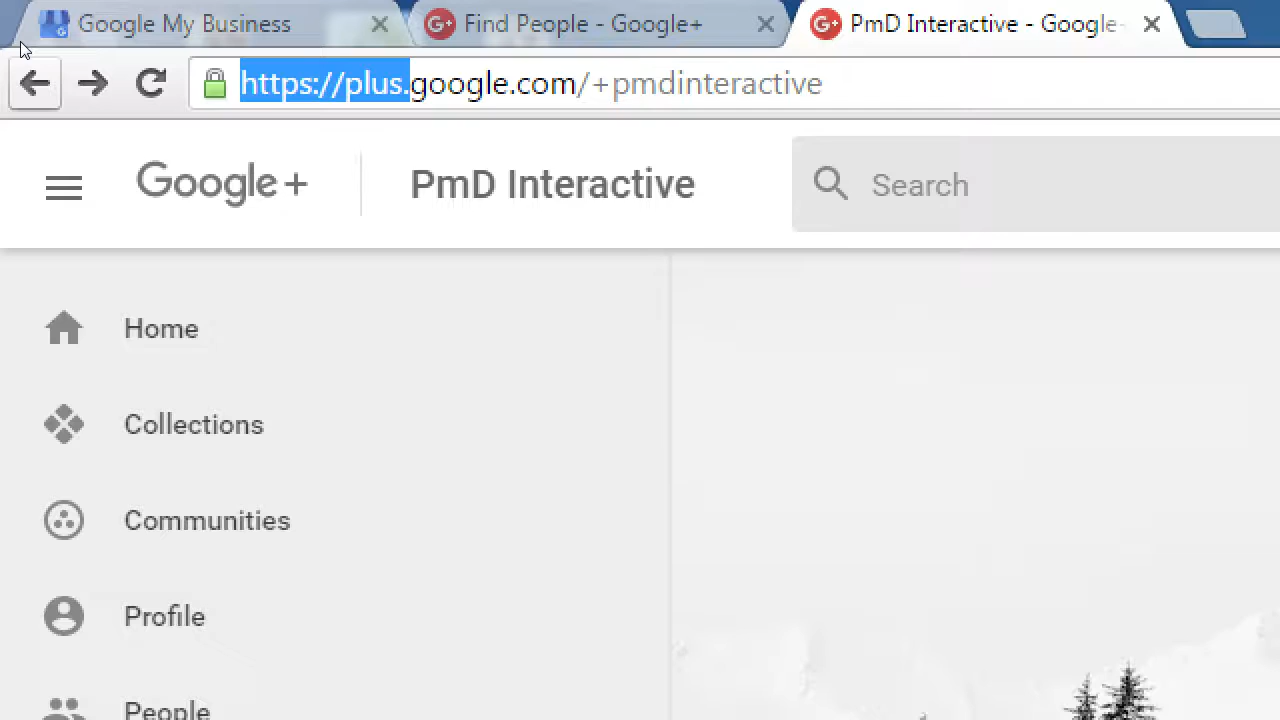 Google My Business
Find People - Google+
PmD Interactive - Google-
https://plus.google.com/+pmdinteractive
Google+
PmD Interactive
Search
Home
Collections
Communities
Profile
People